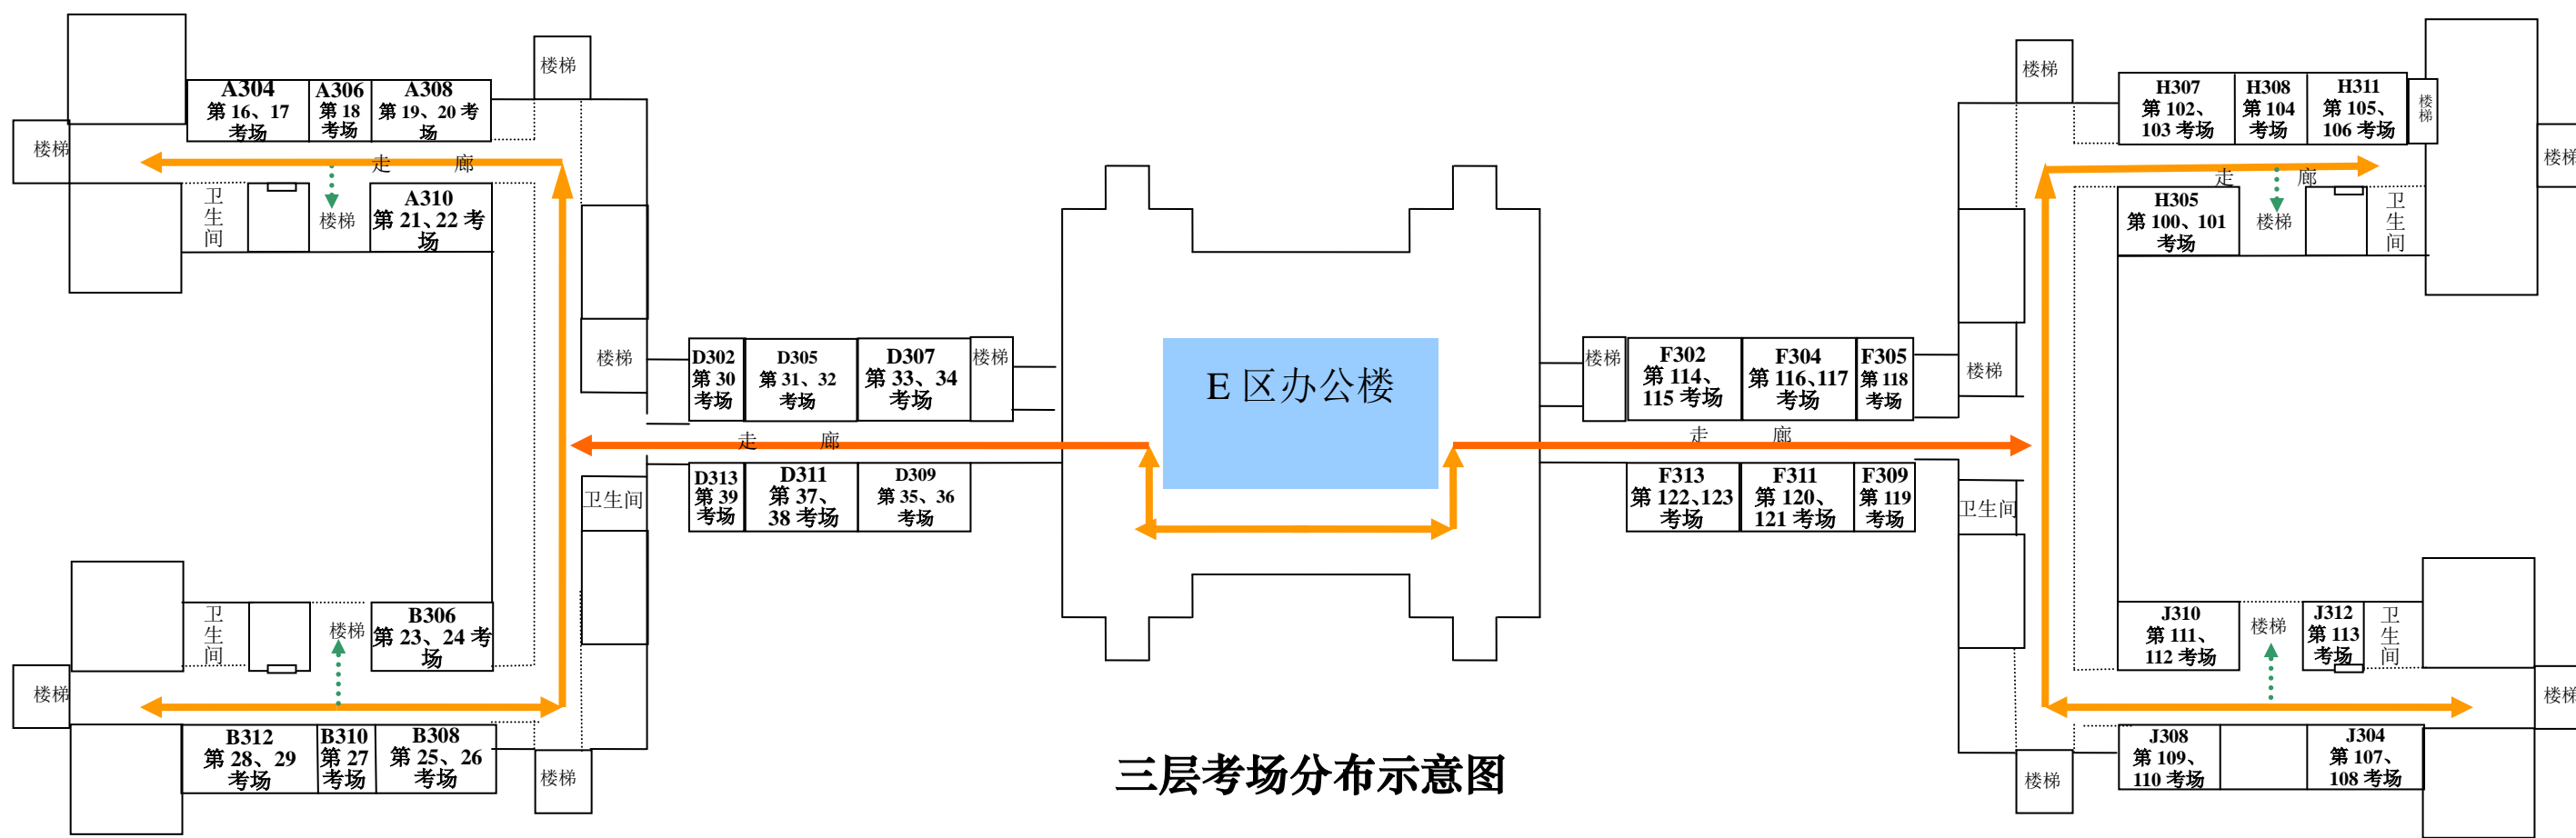 楼梯
楼梯
A304
第 16、17
考场
A306
第 18
考场
A308
第 19、20 考
场
H307
第 102、
103 考场
H308
第 104
考场
H311
第 105、
106 考场
楼梯
楼梯
楼梯
走 廊
走 廊
卫生间
楼梯
A310
第 21、22 考
场
H305
第 100、101
考场
楼梯
卫生间
楼梯
D302
第 30
考场
D305
第 31、32
考场
D307
第 33、34
考场
楼梯
E 区办公楼
楼梯
F302
第 114、
115 考场
F304
第 116、117
考场
F305
第 118
考场
楼梯
走 廊
走 廊
卫生间
D313
第 39
考场
D311
第 37、
38 考场
D309
第 35、36
考场
F313
第 122、123
考场
F311
第 120、
121 考场
F309
第 119
考场
卫生间
卫生间
楼梯
B306
第 23、24 考
场
J310
第 111、
112 考场
楼梯
J312
第 113
考场
卫生间
楼梯
楼梯
B312
第 28、29
考场
B310
第 27
考场
B308
第 25、26
考场
楼梯
三层考场分布示意图
楼梯
J308
第 109、
110 考场
J304
第 107、
108 考场